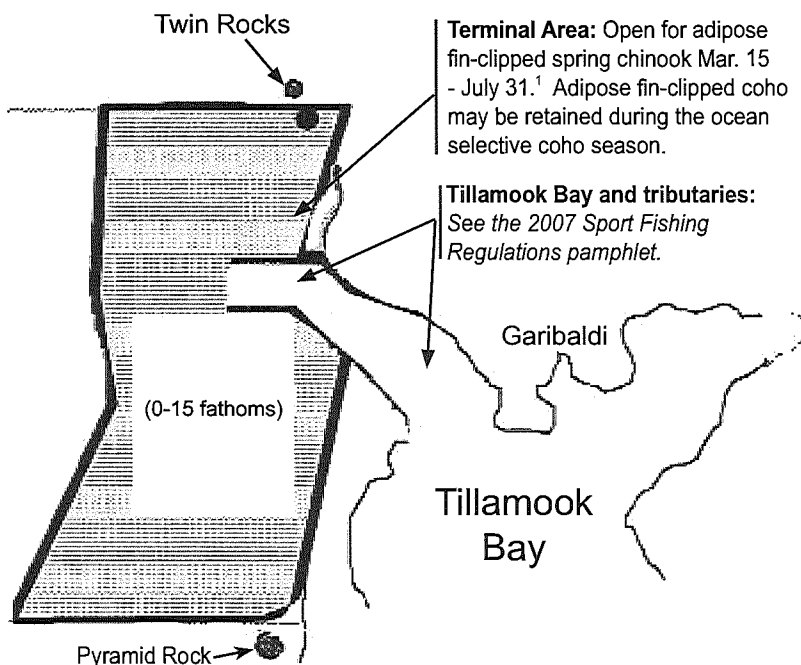 Twin Rocks
Terminal Area: Open for adipose
fin-clipped spring chinook Mar. 15
- July 31.¹ Adipose fin-clipped coho
may be retained during the ocean
selective coho season.
Tillamook Bay and tributaries:
See the 2007 Sport Fishing
Regulations pamphlet.
Garibaldi
(0-15 fathoms)
Tillamook
Bay
Pyramid Rock